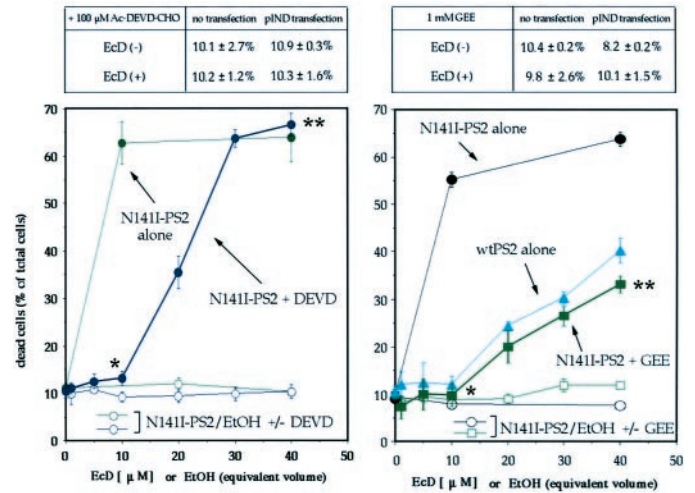 + 100 µM Ac-DEVD-CHO no transfection pIND transfection
EcD (-) 10.1 ± 2.7% 10.9 ± 0.3%
EcD (+) 10.2 ± 1.2% 10.3 ± 1.6%
1 mM GEE no transfection pIND transfection
EcD (-) 10.4 ± 0.2% 8.2 ± 0.2%
EcD (+) 9.8 ± 2.6% 10.1 ± 1.5%
dead cells (% of total cells)
70
60
50
40
30
20
10
0
**
N141I-PS2
alone
N141I-PS2 + DEVD
*
N141I-PS2/EtOH +/- DEVD
0 10 20 30 40 50
EcD [ µ M] or EtOH (equivalent volume)
70
60
50
40
30
20
10
0
N141I-PS2 alone
wtPS2 alone
**
N141I-PS2 + GEE
*
N141I-PS2/EtOH +/- GEE
0 10 20 30 40 50
EcD [ µ M] or EtOH (equivalent volume)